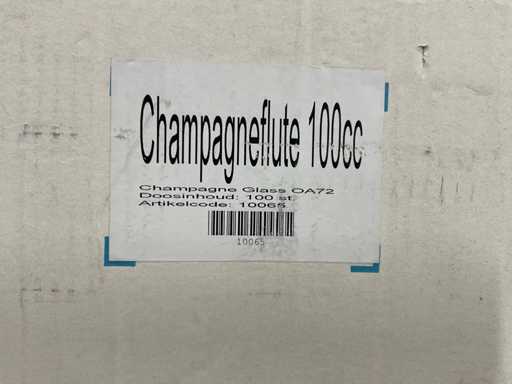 Champagneflute 100cc
Champagne Glass OA72
Doosinhoud: 100 st.
Artikelcode: 10065
10065